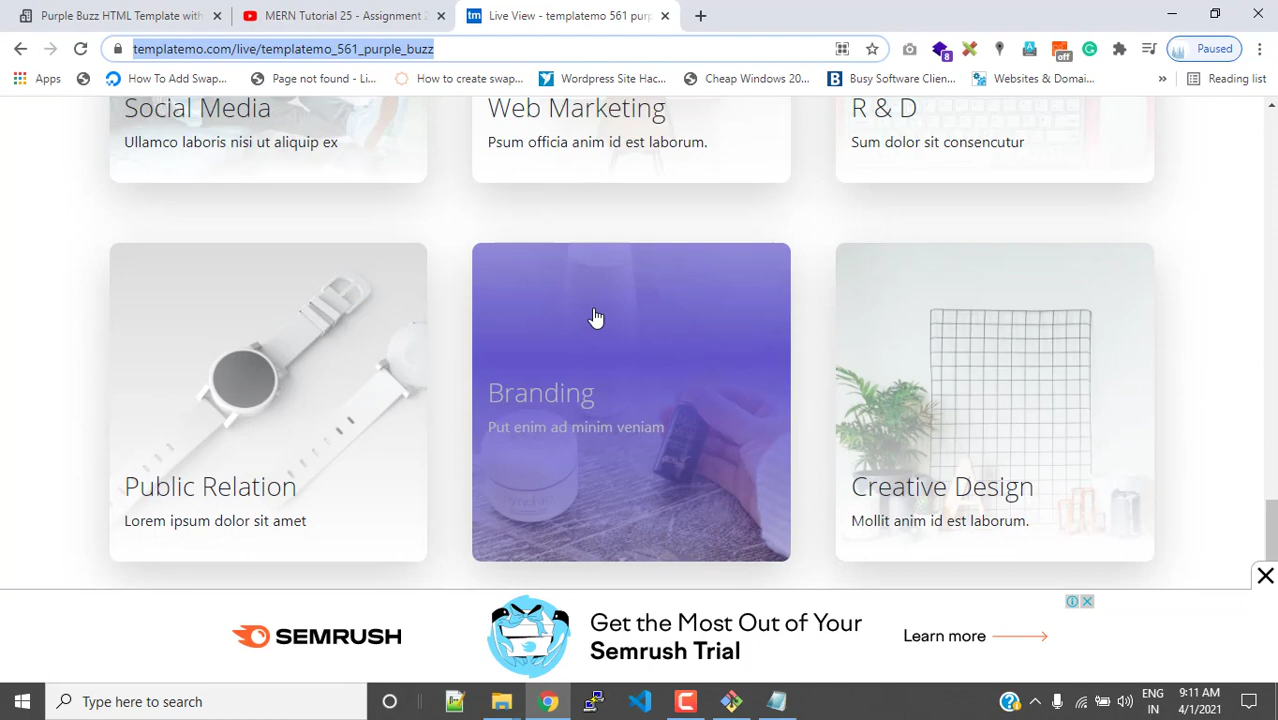 Purple Buzz HTML Template with
MERN Tutorial 25 - Assignment 2
tm
Live View - templatemo 561 purp
templatemo.com/live/templatemo_561_purple_buzz
8
off
Paused
Apps
How To Add Swap...
Page not found - Li...
How to create swap...
Wordpress Site Hac...
Cheap Windows 20...
B
Busy Software Clien...
Websites & Domai...
»
Reading list
Social Media
Ullamco laboris nisi ut aliquip ex
Web Marketing
Psum officia anim id est laborum.
R & D
Sum dolor sit consencutur
Public Relation
Lorem ipsum dolor sit amet
Branding
Put enim ad minim veniam
Creative Design
Mollit anim id est laborum.
SEMRUSH
Get the Most Out of Your
Semrush Trial
Learn more
Type here to search
ENG
IN
9:11 AM
4/1/2021